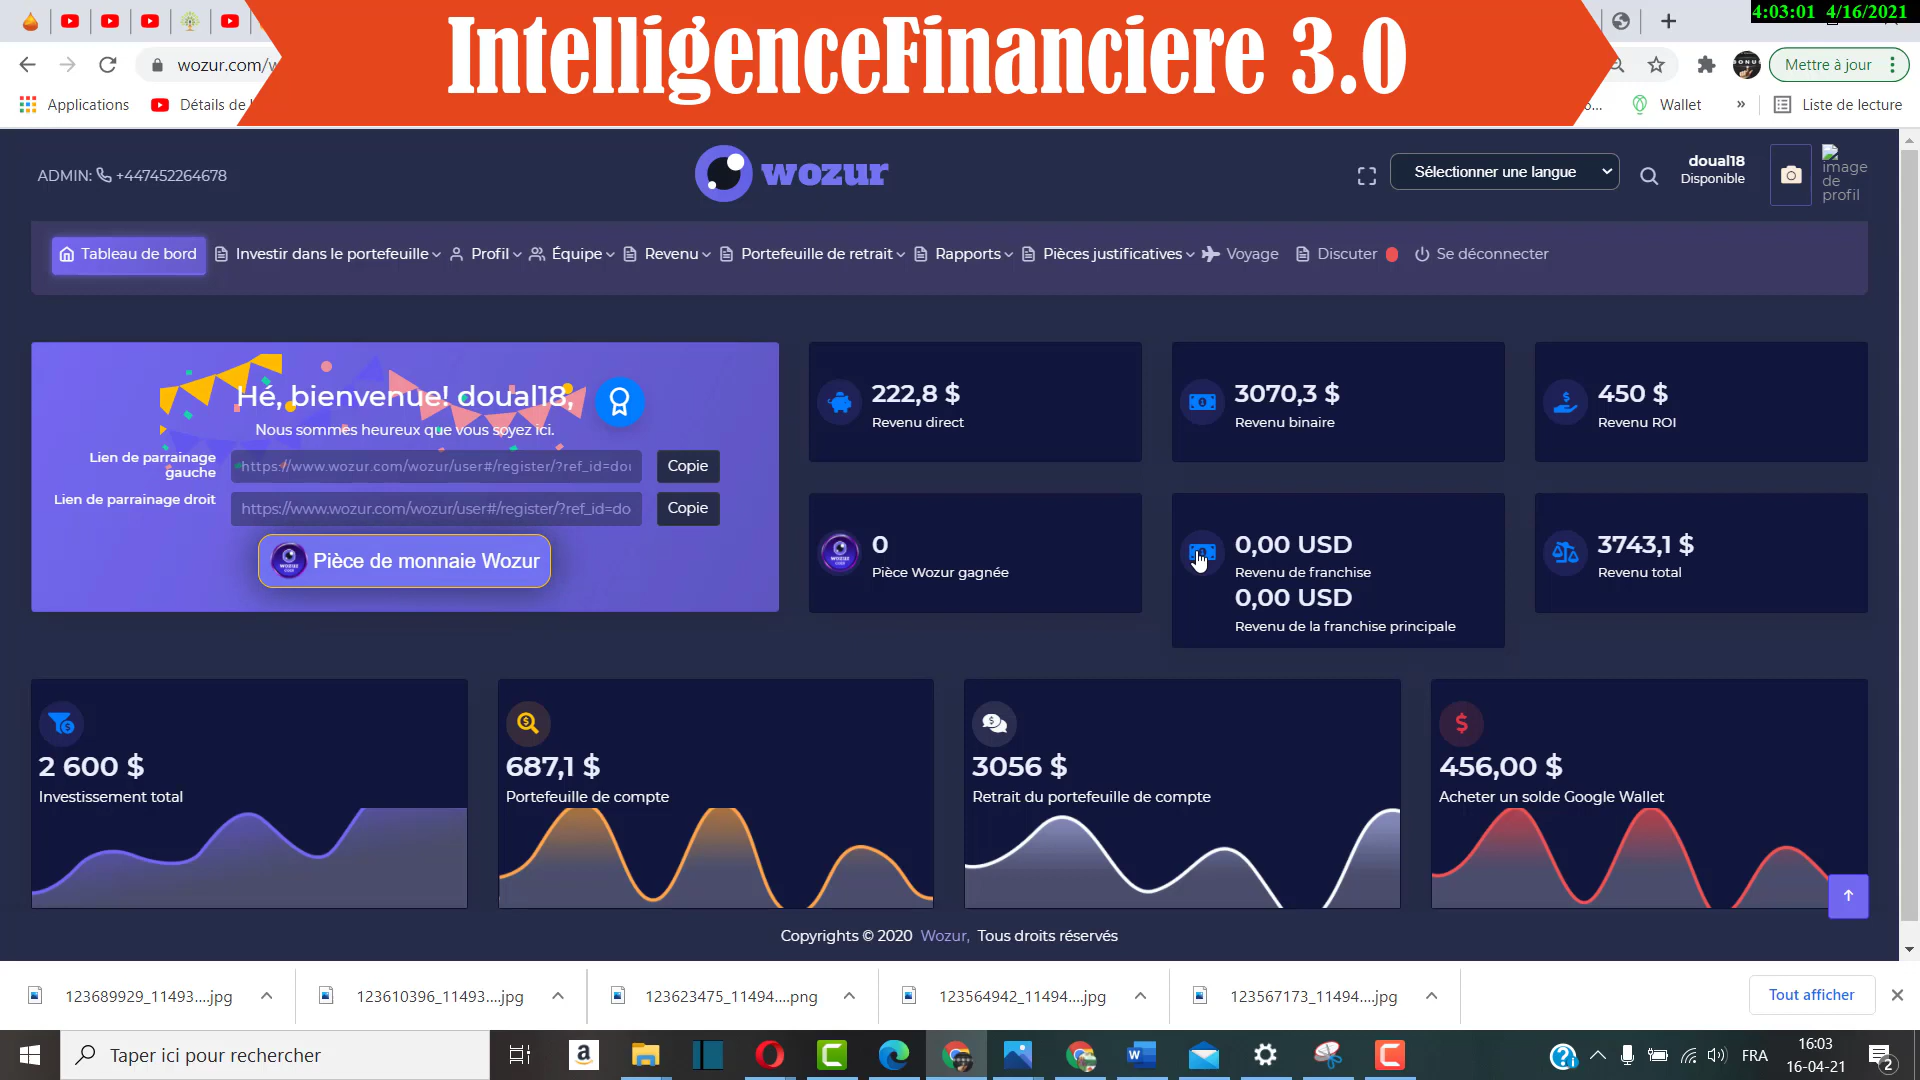 IntelligenceFinanciere 3.0
4:03:01 4/16/2021
wozur.com/w
Mettre à jour
Applications
Détails de
Wallet
»
Liste de lecture
ADMIN: +447452264678
wozur
Sélectionner une langue
doual18
Disponible
image de profil
Tableau de bord
Investir dans le portefeuille
Profil
Équipe
Revenu
Portefeuille de retrait
Rapports
Pièces justificatives
Voyage
Discuter
Se déconnecter
Hé, bienvenue! doual18,
Nous sommes heureux que vous soyez ici.
Lien de parrainage gauche
https://www.wozur.com/wozur/user#/register/?ref_id=dou
Copie
Lien de parrainage droit
https://www.wozur.com/wozur/user#/register/?ref_id=do
Copie
Pièce de monnaie Wozur
222,8 $
Revenu direct
3070,3 $
Revenu binaire
450 $
Revenu ROI
0
Pièce Wozur gagnée
0,00 USD
Revenu de franchise
0,00 USD
Revenu de la franchise principale
3743,1 $
Revenu total
2 600 $
Investissement total
687,1 $
Portefeuille de compte
3056 $
Retrait du portefeuille de compte
456,00 $
Acheter un solde Google Wallet
Copyrights © 2020 Wozur, Tous droits réservés
123689929_11493....jpg
123610396_11493....jpg
123623475_11494....png
123564942_11494....jpg
123567173_11494....jpg
Tout afficher
Taper ici pour rechercher
FRA
16:03
16-04-21
2